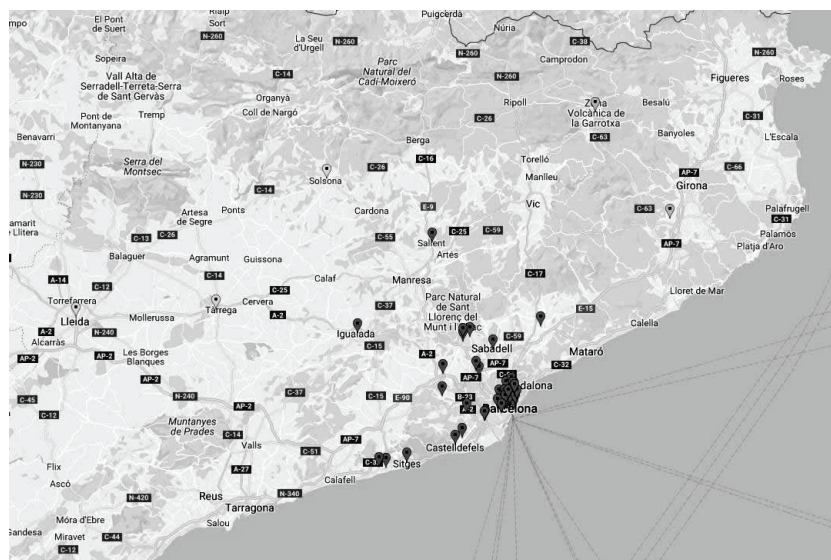 Puigcerdà
Núria
El Pont
de Suert
Sort
N-260
La Seu
d'Urgell
N-260
N-260
C-38
N-260
Sopeira
C-14
Parc
Natural del
Cadí-Moixeró
Camprodon
N-260
Figueres
Roses
Vall Alta de
Serradell-Terreta-Serra
de Sant Gervàs
Organyà
Coll de Nargó
Ripoll
Volcànica de
la Garrotxa
Besalú
Pont de
Montanyana
Tremp
C-26
C-31
Benavarri
Berga
C-63
Banyoles
L'Escala
N-230
Serra del
Montsec
C-16
Torelló
C-26
Solsona
Manlleu
AP-7
C-66
N-230
C-14
Girona
Artesa
de Segre
Ponts
Cardona
E-9
Vic
C-63
Palafrugell
C-31
C-13
C-26
C-55
Sallent
C-25
C-59
AP-7
Palamós
Platja d'Aro
Balaguer
Agramunt
Guissona
Artés
A-14
C-12
C-14
Calaf
Manresa
C-17
Lloret de Mar
Torrefarrera
C-25
Parc Natural
de Sant
Llorenç del
Cervera
Tàrrega
C-37
E-15
Lleida
Mollerussa
A-2
Calella
A-2
N-240
Igualada
C-59
Alcarràs
C-15
Sabadell
Mataró
AP-2
AP-2
Les Borges
Blanques
A-2
AP-7
C-32
AP-2
AP-7
C-45
N-240
C-37
C-15
E-90
B-23
C-12
AP-2
A-2
Barcelona
Muntanyes
de Prades
C-14
AP-7
Valls
C-51
Castelldefels
Flix
A-27
Sitges
Ascó
Calafell
N-420
Reus
N-340
Tarragona
Móra d'Ebre
Salou
C-44
Miravet
C-12